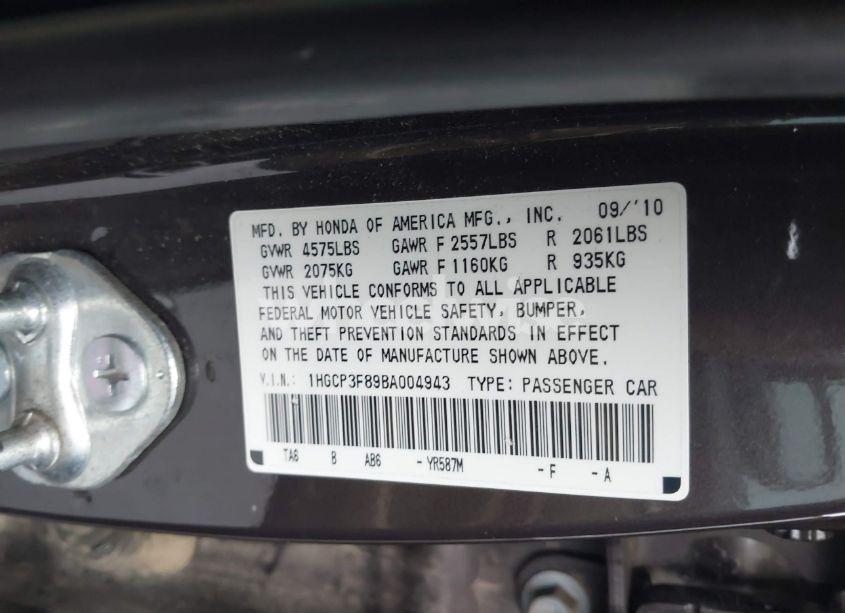 MFD. BY HONDA OF AMERICA MFG., INC. 09/'10
GVWR 4575LBS GAWR F 2557LBS R 2061LBS
GVWR 2075KG GAWR F 1160KG R 935KG
THIS VEHICLE CONFORMS TO ALL APPLICABLE
FEDERAL MOTOR VEHICLE SAFETY, BUMPER,
AND THEFT PREVENTION STANDARDS IN EFFECT
ON THE DATE OF MANUFACTURE SHOWN ABOVE.
V.I.N.: 1HGCP3F89BA004943 TYPE: PASSENGER CAR
TA6 B AB6 -YR587M -F -A